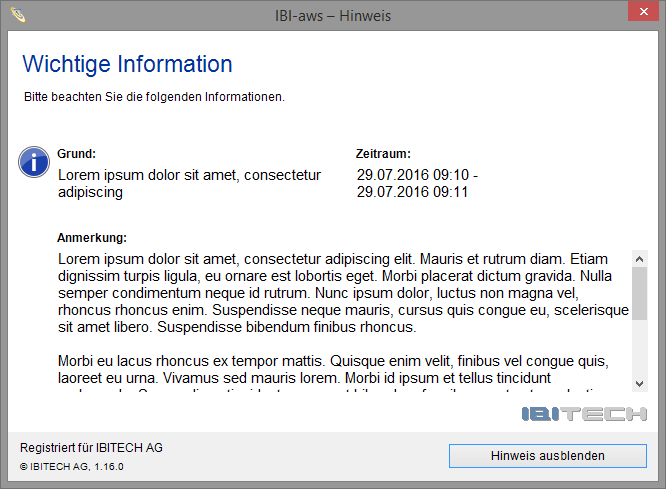 IBI-aws – Hinweis
Wichtige Information
Bitte beachten Sie die folgenden Informationen.
Grund:
Lorem ipsum dolor sit amet, consectetur
adipiscing
Zeitraum:
29.07.2016 09:10 -
29.07.2016 09:11
Anmerkung:
Lorem ipsum dolor sit amet, consectetur adipiscing elit. Mauris et rutrum diam. Etiam
dignissim turpis ligula, eu ornare est lobortis eget. Morbi placerat dictum gravida. Nulla
semper condimentum neque id rutrum. Nunc ipsum dolor, luctus non magna vel,
rhoncus rhoncus enim. Suspendisse neque mauris, cursus quis congue eu, scelerisque
sit amet libero. Suspendisse bibendum finibus rhoncus.
Morbi eu lacus rhoncus ex tempor mattis. Quisque enim velit, finibus vel congue quis,
laoreet eu urna. Vivamus sed mauris lorem. Morbi id ipsum et tellus tincidunt
IBITECH
Registriert für IBITECH AG
© IBITECH AG, 1.16.0
Hinweis ausblenden